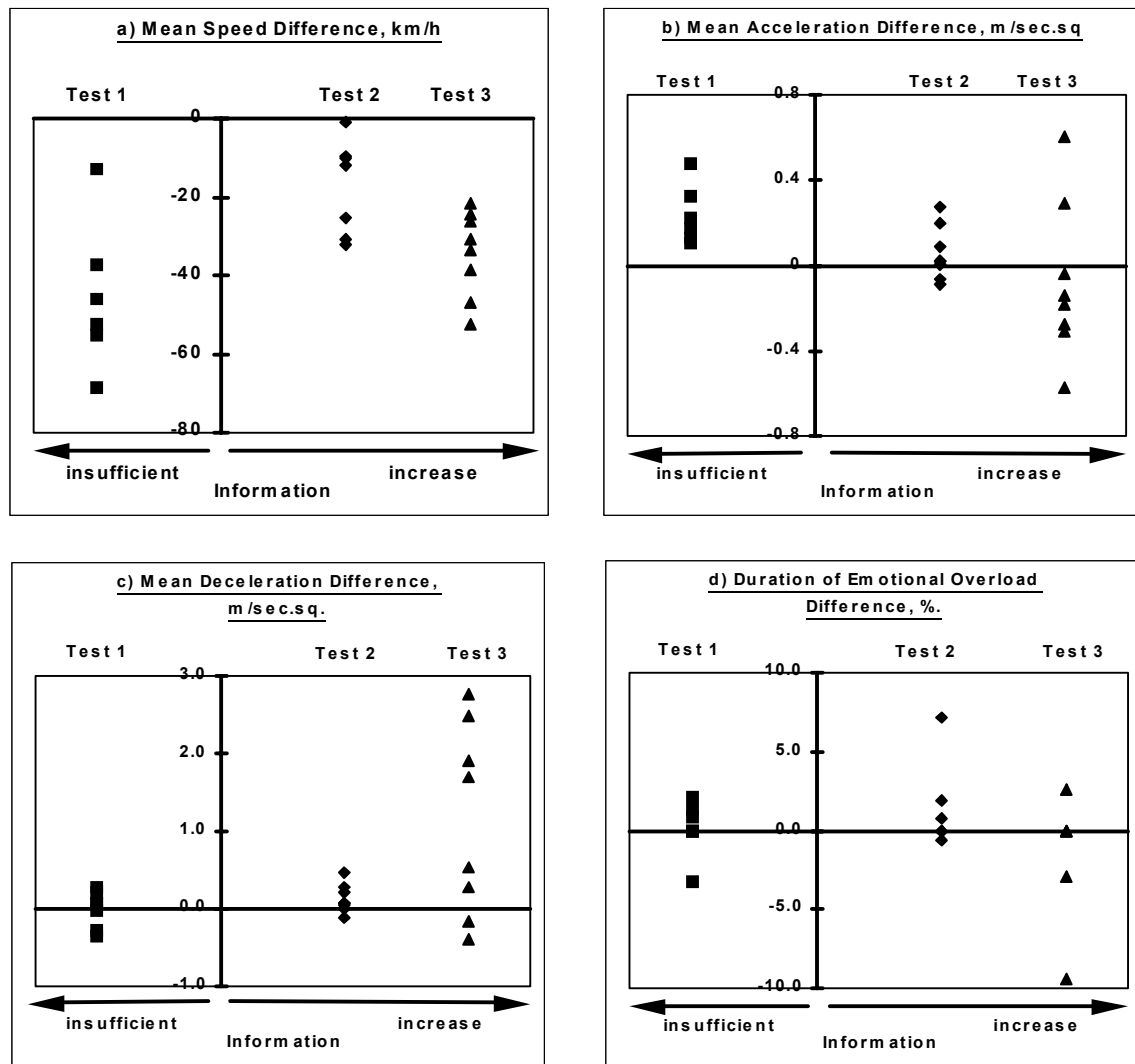 a) Mean Speed Difference, km/h
Test 1 Test 2 Test 3
0
-20
-40
-60
-80
insufficient increase
Information
b) Mean Acceleration Difference, m/sec.sq
Test 1 Test 2 Test 3
0.8
0.4
0
-0.4
-0.8
insufficient increase
Information
c) Mean Deceleration Difference,
m/sec.sq.
Test 1 Test 2 Test 3
3.0
2.0
1.0
0.0
-1.0
insufficient increase
Information
d) Duration of Emotional Overload
Difference, %.
Test 1 Test 2 Test 3
10.0
5.0
0.0
-5.0
-10.0
insufficient increase
Information